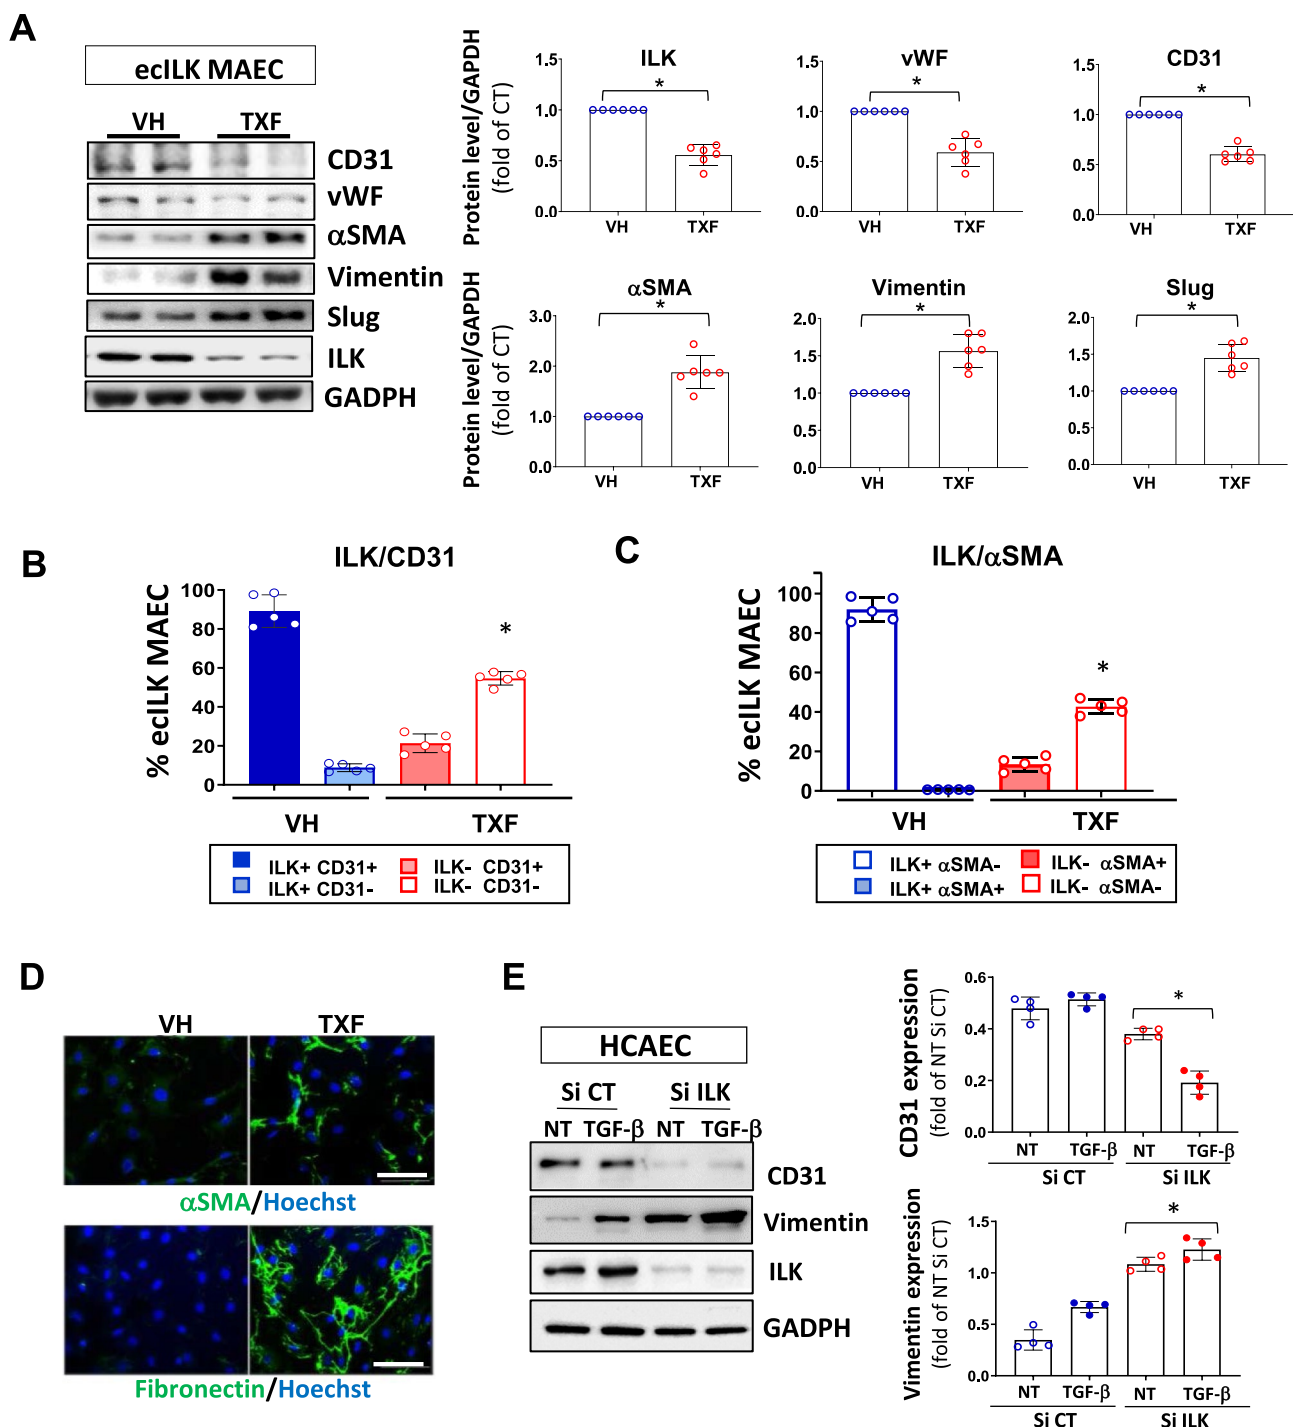 A
ecILK MAEC
VH TXF
CD31
vWF
αSMA
Vimentin
Slug
ILK
GADPH
Protein level/GAPDH
(fold of CT)
ILK
*
1.5
1.0
0.5
0.0
VH TXF
vWF
*
1.5
1.0
0.5
0.0
VH TXF
CD31
*
1.5
1.0
0.5
0.0
VH TXF
Protein level/GAPDH
(fold of CT)
αSMA
*
3.0
2.0
1.0
0.0
VH TXF
Vimentin
*
2.0
1.5
1.0
0.5
0.0
VH TXF
Slug
*
2.0
1.5
1.0
0.5
0.0
VH TXF
B
ILK/CD31
% ecILK MAEC
100
80
60
40
20
0
*
VH TXF
ILK+ CD31+ ILK- CD31+
ILK+ CD31- ILK- CD31-
C
ILK/αSMA
% ecILK MAEC
100
80
60
40
20
0
*
VH TXF
ILK+ αSMA- ILK- αSMA+
ILK+ αSMA+ ILK- αSMA-
D
VH TXF
αSMA/Hoechst
Fibronectin/Hoechst
E
HCAEC
Si CT Si ILK
NT TGF-β NT TGF-β
CD31
Vimentin
ILK
GADPH
CD31 expression
(fold of NT Si CT)
0.6
0.4
0.2
0.0
*
NT TGF-β NT TGF-β
Si CT Si ILK
Vimentin expression
(fold of NT Si CT)
1.5
1.0
0.5
0.0
*
NT TGF-β NT TGF-β
Si CT Si ILK